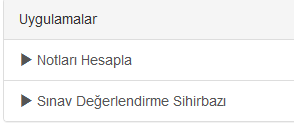 Uygulamalar
▶ Notları Hesapla
▶ Sınav Değerlendirme Sihirbazı